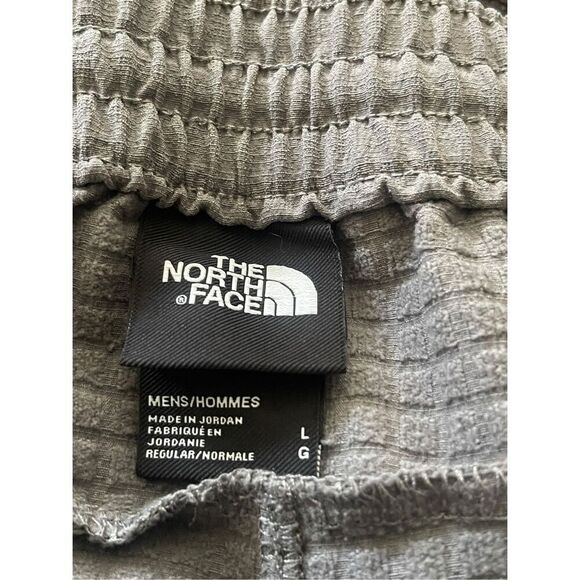 THE
NORTH
FACE
®
MENS/HOMMES
MADE IN JORDAN
FABRIQUÉ EN
JORDANIE
REGULAR/NORMALE
L
G